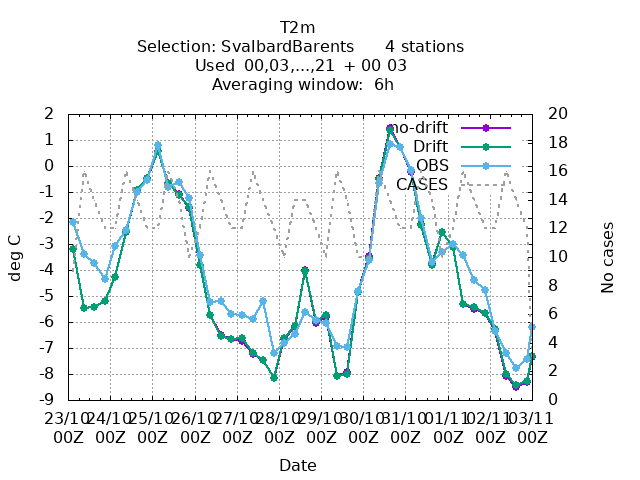 T2m
Selection: SvalbardBarents 4 stations
Used 00,03,...,21 + 00 03
Averaging window: 6h
2 20
1 18
0 16
-1 14
-2 12
-3 10
-4 8
-5 6
-6 4
-7 2
-8 0
-9
no-drift
Drift
OBS
CASES
deg C
No cases
23/10 24/10 25/10 26/10 27/10 28/10 29/10 30/10 31/10 01/11 02/11 03/11
00Z 00Z 00Z 00Z 00Z 00Z 00Z 00Z 00Z 00Z 00Z 00Z
Date